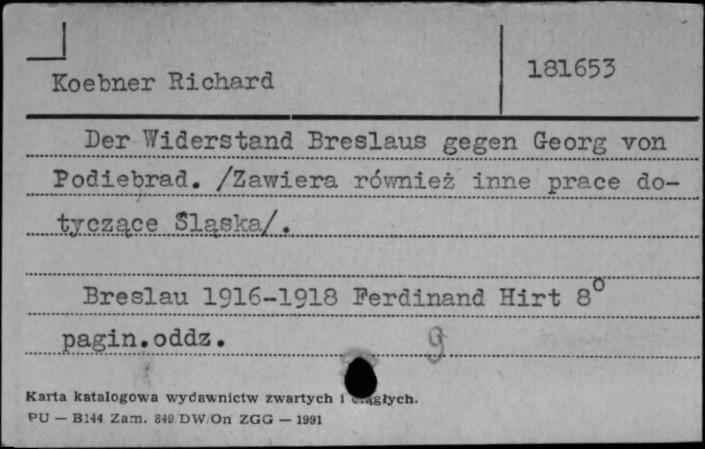 Koebner Richard
181653
Der Widerstand Breslaus gegen Georg von
Podiebrad. /Zawiera również inne prace do-
tyczące Śląska/.
Breslau 1916-1918 Ferdinand Hirt 8⁰
pagin.oddz.
9
Karta katalogowa wydawnictw zwartych i
PU — B144 Zam. 849/DW/On ZGG — 1991